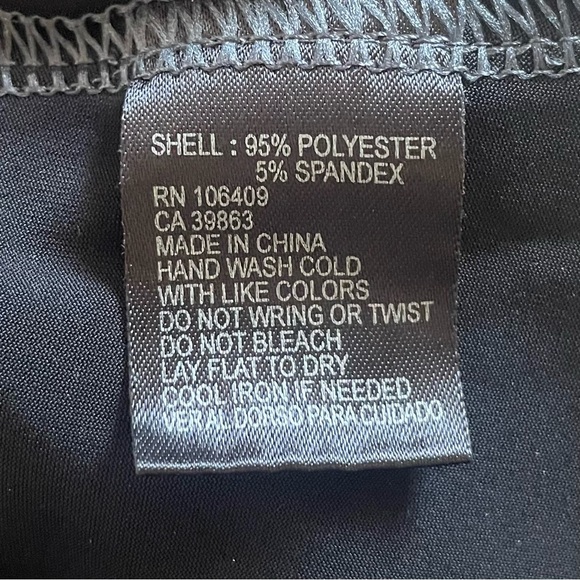 SHELL : 95% POLYESTER
5% SPANDEX
RN 106409
CA 39863
MADE IN CHINA
HAND WASH COLD
WITH LIKE COLORS
DO NOT WRING OR TWIST
DO NOT BLEACH
LAY FLAT TO DRY
COOL IRON IF NEEDED
VER AL DORSO PARA CUIDADO